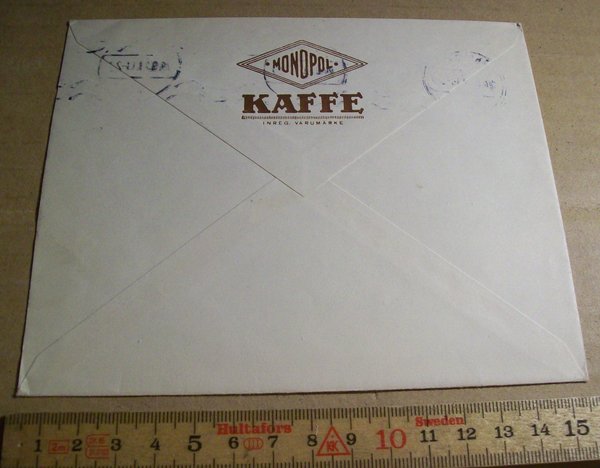 MONOPOL
KAFFE
INREG. VARUMÄRKE
Hultafors Sweden
1 2m 2 3 4 5 6 7 8 9 10 11 12 13 14 15